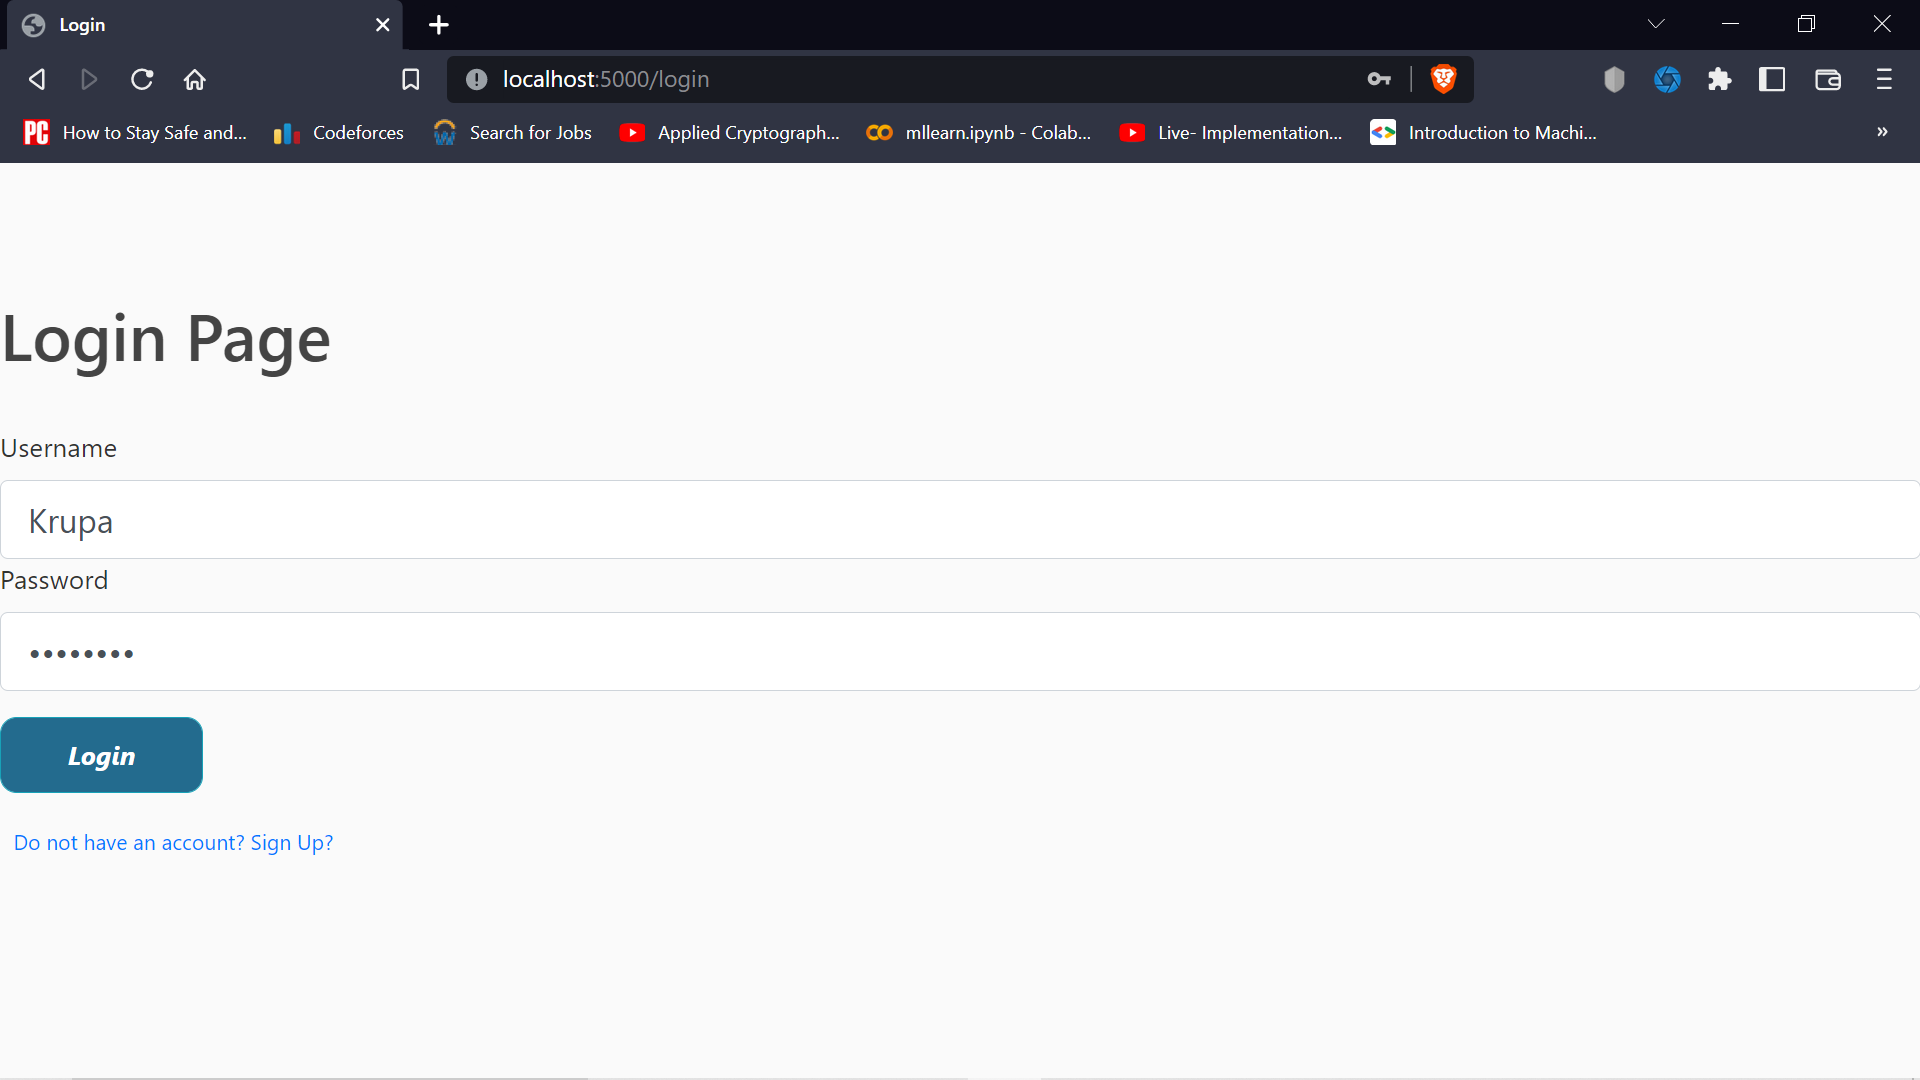 Login
localhost:5000/login
PC How to Stay Safe and... Codeforces Search for Jobs Applied Cryptograph... mllearn.ipynb - Colab... Live- Implementation... Introduction to Machi... »
Login Page
Username
Krupa
Password
••••••••
Login
Do not have an account? Sign Up?